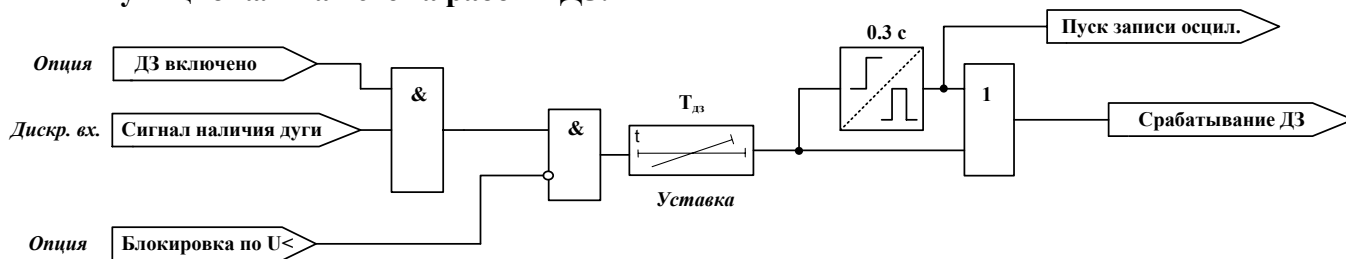 0.3 с
Пуск записи осцил.
Опция
ДЗ включено
&
1
Tдз
&
Дискр. вх.
Сигнал наличия дуги
t
Срабатывание ДЗ
Уставка
Опция
Блокировка по U<